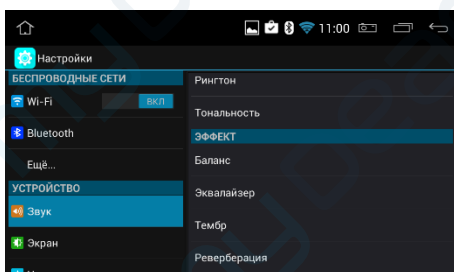 11:00
Настройки
БЕСПРОВОДНЫЕ СЕТИ
Wi-Fi ВКЛ
Bluetooth
Ещё...
УСТРОЙСТВО
Звук
Экран
Рингтон
Тональность
ЭФФЕКТ
Баланс
Эквалайзер
Тембр
Реверберация